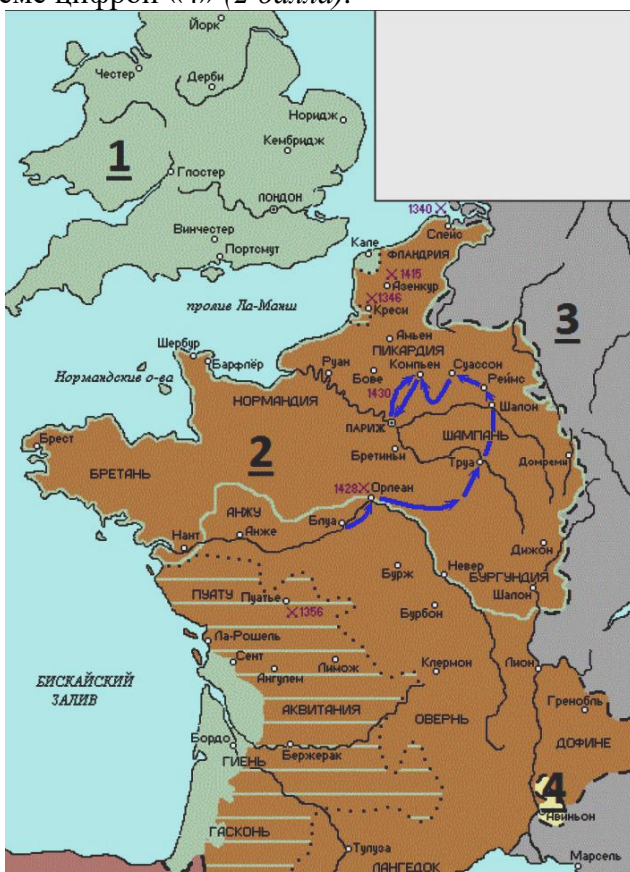 еме цифрой «4» (2 балла).
Йорк
Честер
Дерби
Норидж
Кембридж
1
Глостер
ЛОНДОН
Винчестер
Портсмут
1340
Слейс
Кале
ФЛАНДРИЯ
1415
Азенкур
1346
Креси
пролив Ла-Манш
3
Амьен
ПИКАРДИЯ
Шербур
Барфлёр
Руан
Компьен
Суассон
Нормандские о-ва
Бове
Реймс
НОРМАНДИЯ
1430
Шалон
ПАРИЖ
ШАМПАНЬ
Брест
2
Бретиньи
Труа
Домреми
БРЕТАНЬ
1428
Орлеан
АНЖУ
Блуа
Нант
Анже
Дижон
Бурж
Невер
БУРГУНДИЯ
ПУАТУ
Пуатье
Шалон
1356
Бурбон
Ла-Рошель
Сент
Клермон
Лион
БИСКАЙСКИЙ
ЗАЛИВ
Ангулем
Лимож
Гренобль
АКВИТАНИЯ
ОВЕРНЬ
ДОФИНЕ
Бордо
ГИЕНЬ
Бержерак
4
Авиньон
ГАСКОНЬ
Тулуза
Марсель
ЛАНГЕДОК